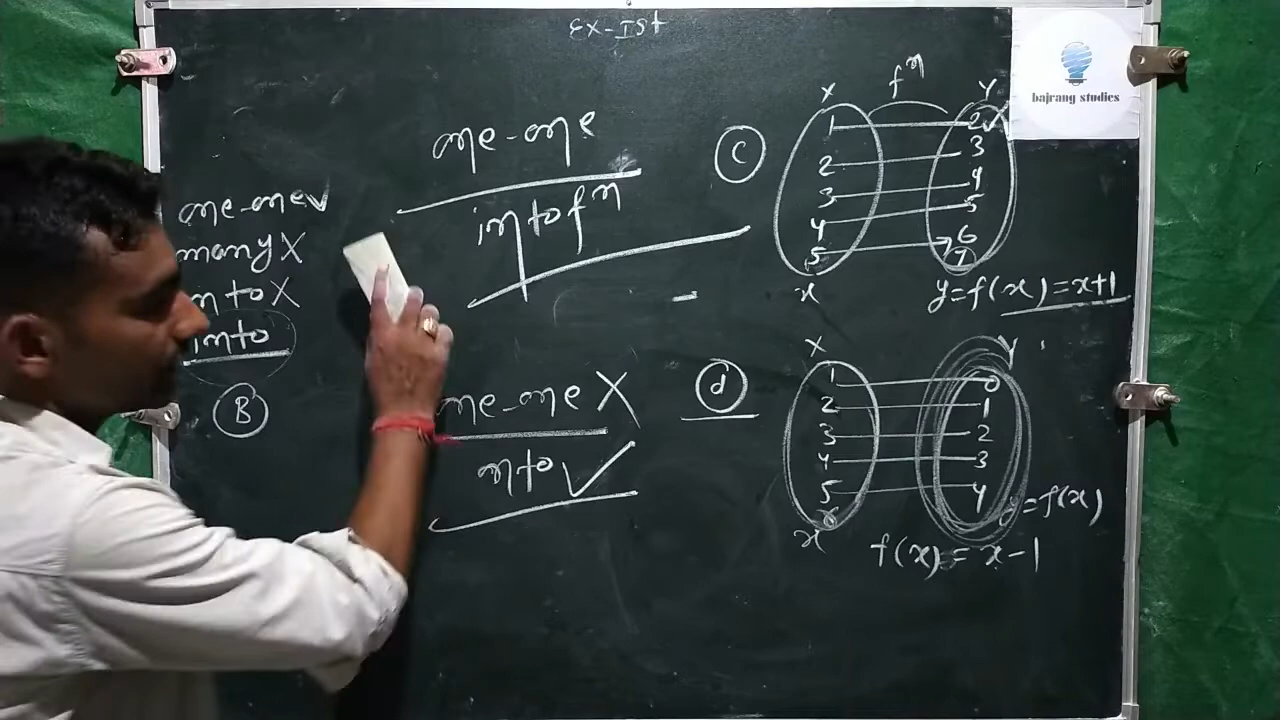 EX-Ist
one-one
into fⁿ
one-one✓
many X
into X
into
B
one-one X
onto ✓
C
X fⁿ Y
1 2
2 3
3 4
4 5
5 6
7
x
y=f(x)=x+1
d
X Y
1 0
2 1
3 2
4 3
5 4
x
y=f(x)
f(x)=x-1
bajrang studies